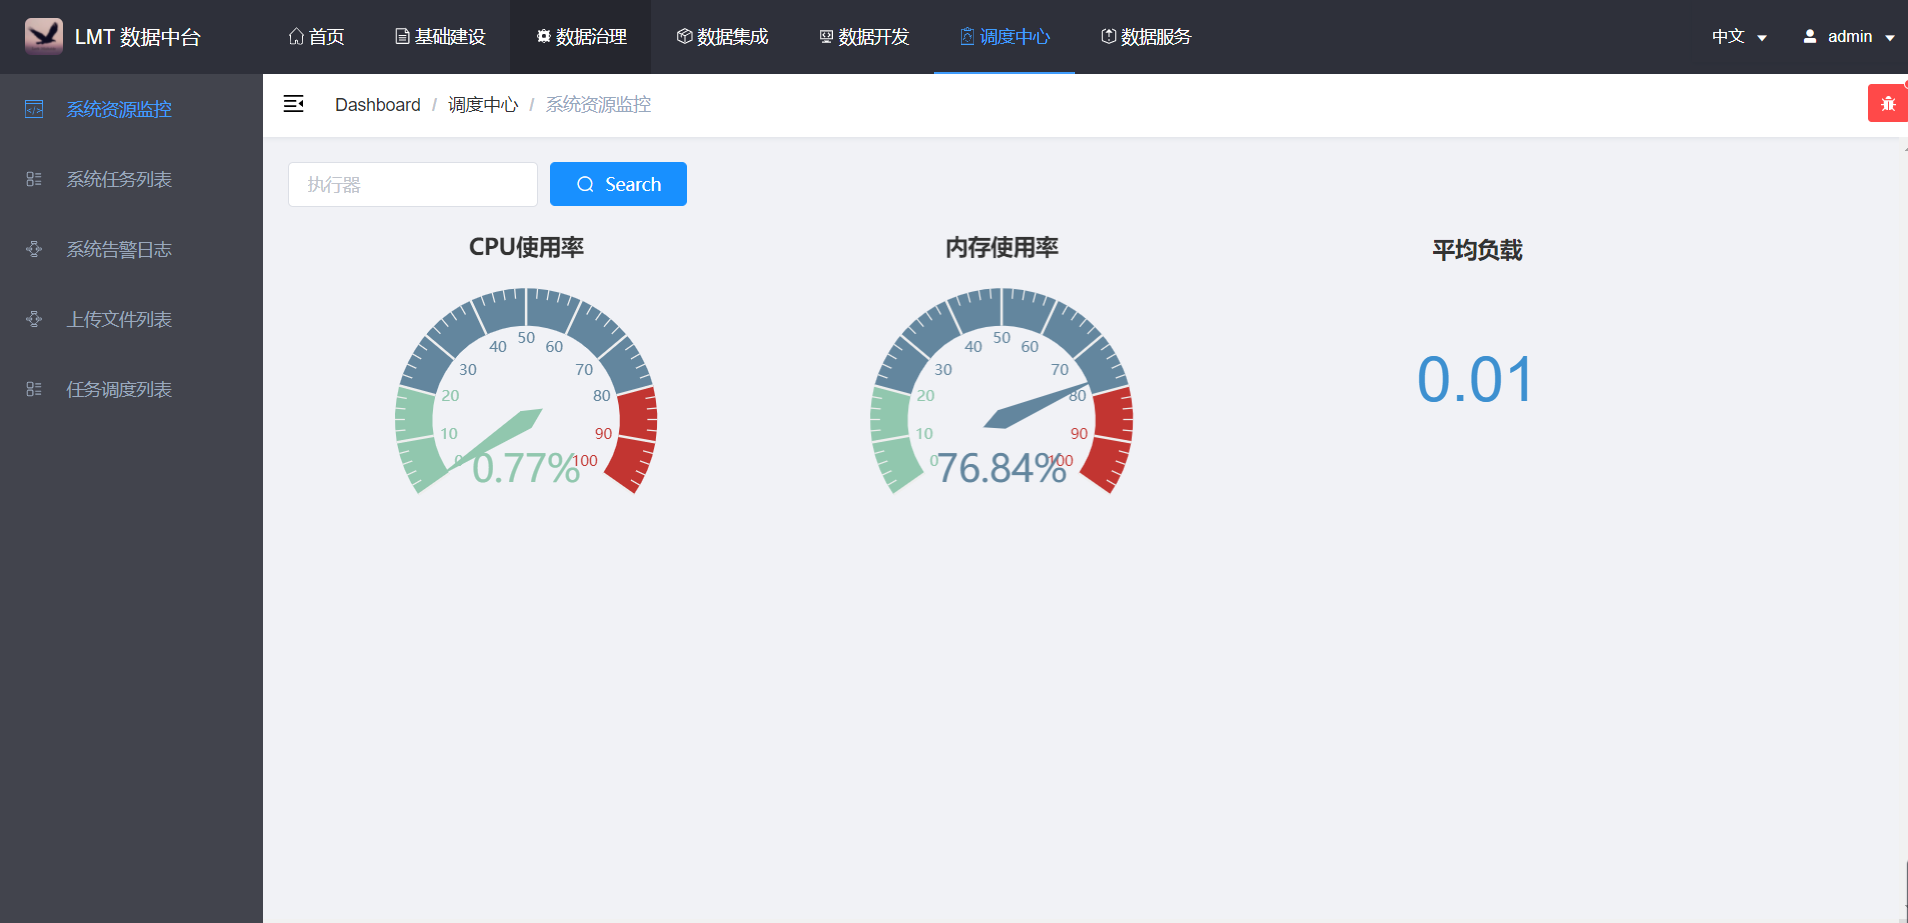 LMT 数据中台
首页
基础建设
数据治理
数据集成
数据开发
调度中心
数据服务
中文
admin
系统资源监控
系统任务列表
系统告警日志
上传文件列表
任务调度列表
Dashboard / 调度中心 / 系统资源监控
执行器
Search
CPU使用率
0
10
20
30
40
50
60
70
80
90
100
0.77%
内存使用率
0
10
20
30
40
50
60
70
80
90
100
76.84%
平均负载
0.01